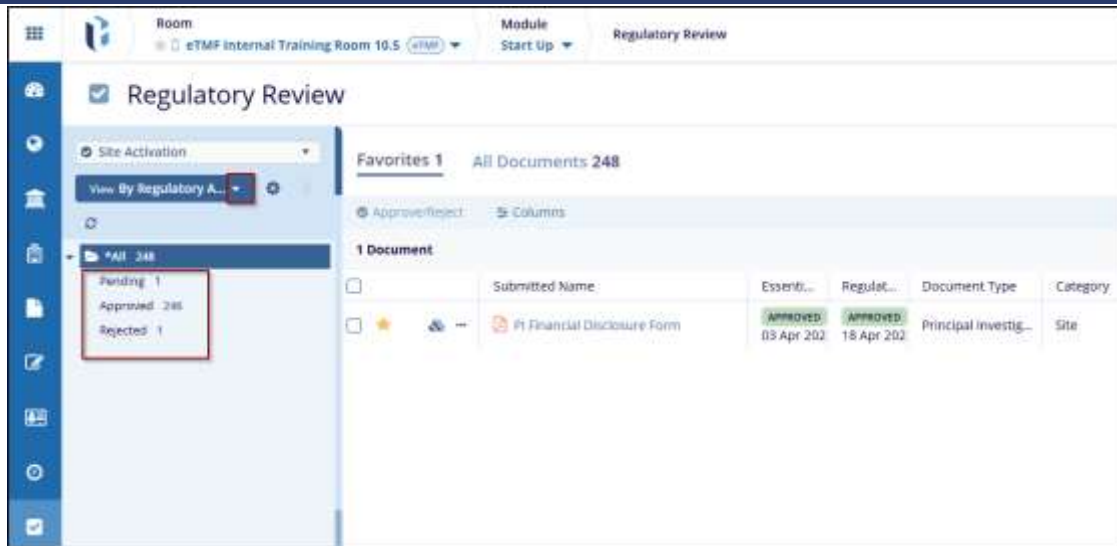 Room
eTMF Internal Training Room 10.5 eTMF
Module
Start Up
Regulatory Review
Regulatory Review
Site Activation
View By Regulatory A...
*All 248
Pending 1
Approved 246
Rejected 1
Favorites 1
All Documents 248
Approve/Reject
Columns
1 Document
Submitted Name
Essenti...
Regulat...
Document Type
Category
PI Financial Disclosure Form
APPROVED
03 Apr 202
APPROVED
18 Apr 202
Principal Investig...
Site